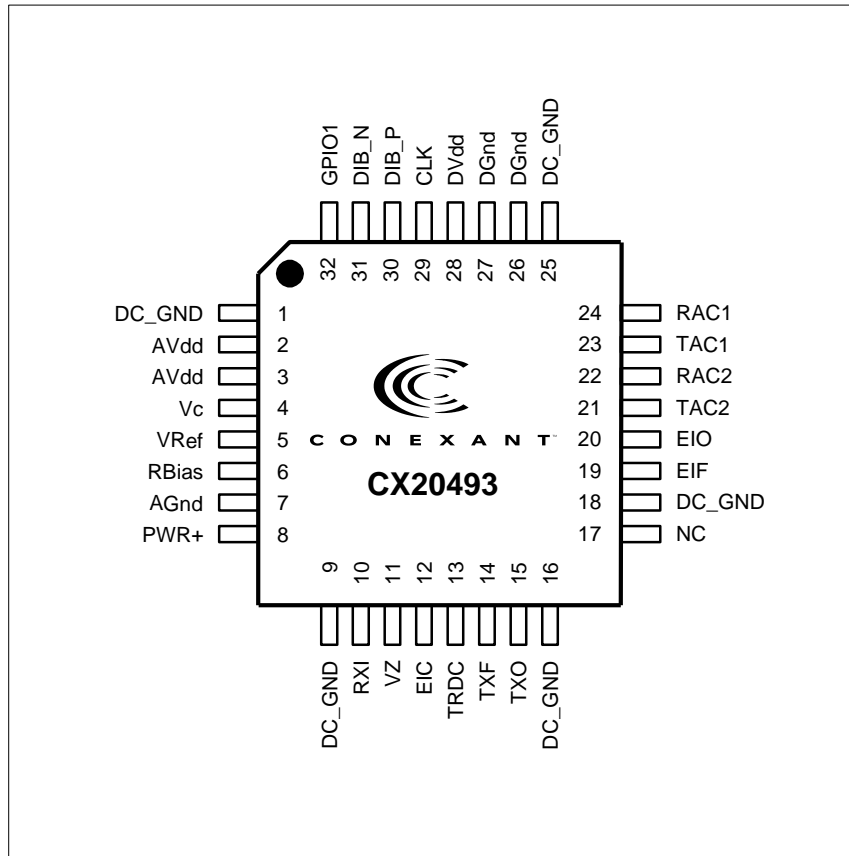 GPIO1 DIB_N DIB_P CLK DVdd DGnd DGnd DC_GND
32 31 30 29 28 27 26 25
DC_GND 1 24 RAC1
AVdd 2 23 TAC1
AVdd 3 22 RAC2
Vc 4 21 TAC2
VRef 5 CONEXANT™ 20 EIO
RBias 6 CX20493 19 EIF
AGnd 7 18 DC_GND
PWR+ 8 17 NC
9 10 11 12 13 14 15 16
DC_GND RXI VZ EIC TRDC TXF TXO DC_GND